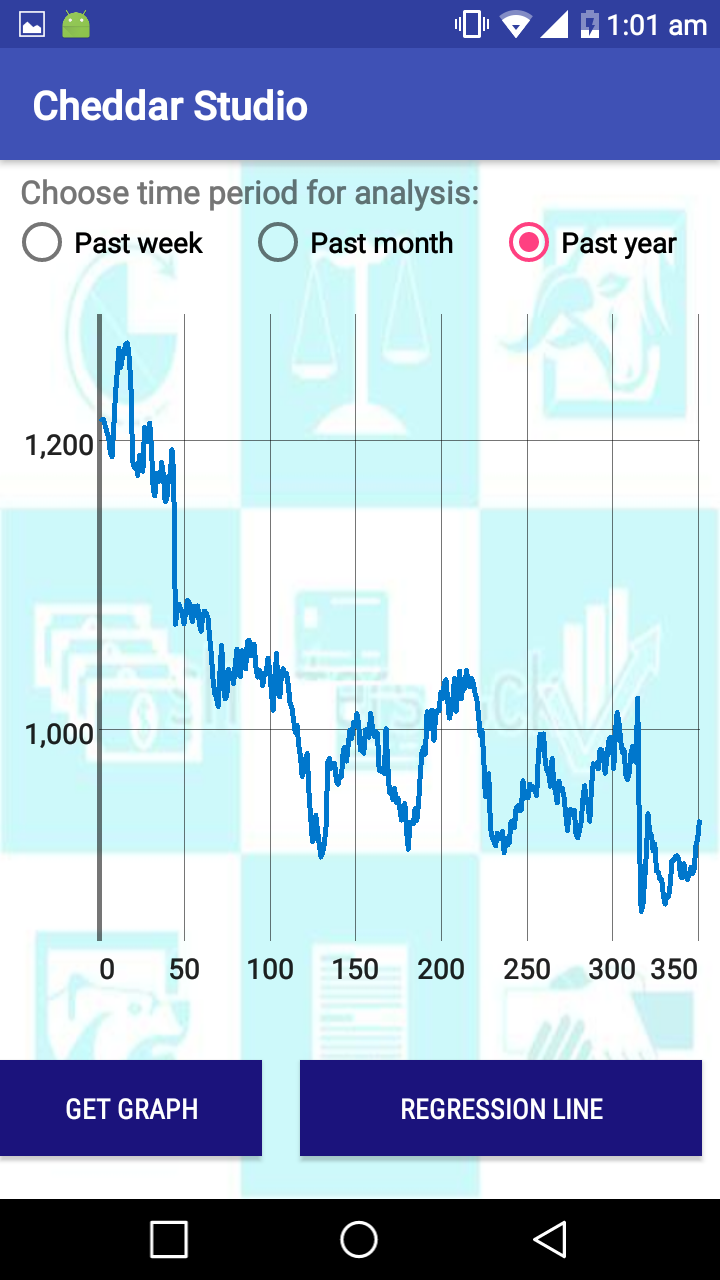 1:01 am
Cheddar Studio
Choose time period for analysis:
Past week Past month Past year
1,200
1,000
0 50 100 150 200 250 300 350
GET GRAPH REGRESSION LINE